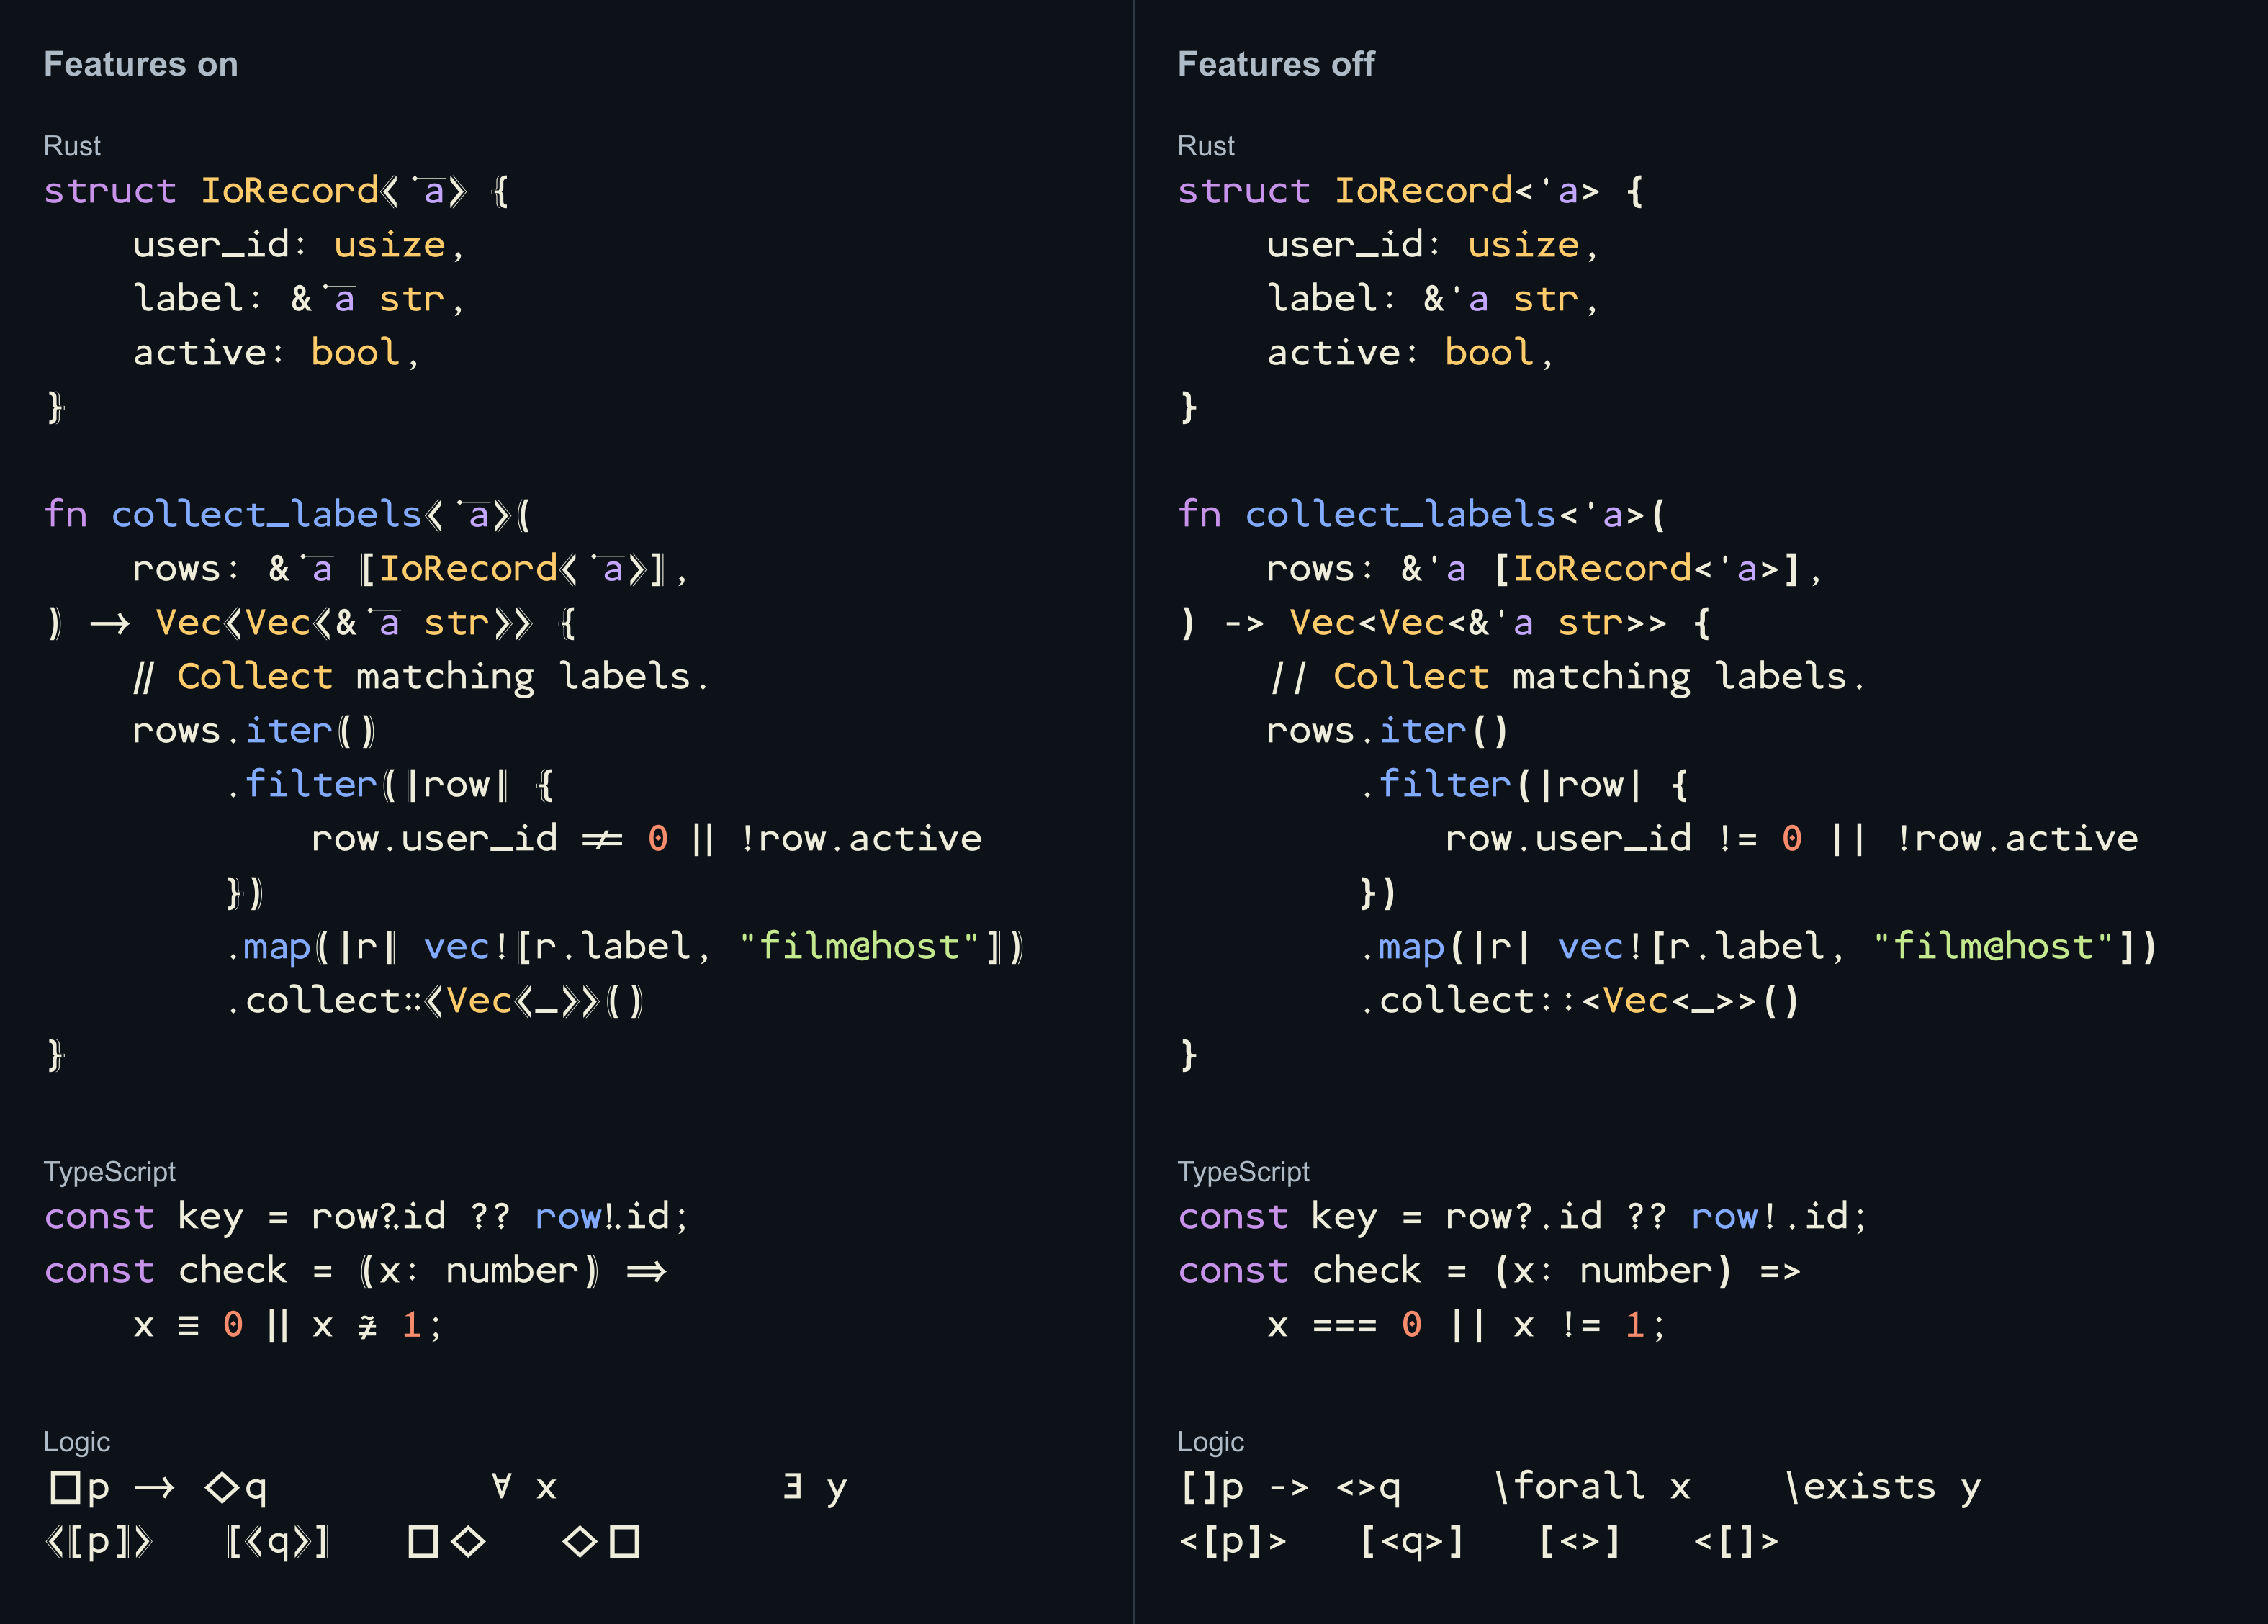 Features on
Rust
struct IoRecord⟪'a⟫ {
    user_id: usize,
    label: &'a str,
    active: bool,
}
fn collect_labels⟪'a⟫(
    rows: &'a [IoRecord⟪'a⟫],
) → Vec⟪Vec⟪&'a str⟫⟫ {
    // Collect matching labels.
    rows.iter()
        .filter(|row| {
            row.user_id ≠ 0 || !row.active
        })
        .map(|r| vec![r.label, "film@host"])
        .collect::⟪Vec⟪_⟫⟫()
}
TypeScript
const key = row?.id ?? row!.id;
const check = (x: number) ⇒
    x ≡ 0 || x ≇ 1;
Logic
□p → ◇q          ∀ x          ∃ y
⟪[p]⟫   [⟪q⟫]   □◇   ◇□
Features off
Rust
struct IoRecord<'a> {
    user_id: usize,
    label: &'a str,
    active: bool,
}
fn collect_labels<'a>(
    rows: &'a [IoRecord<'a>],
) -> Vec<Vec<&'a str>> {
    // Collect matching labels.
    rows.iter()
        .filter(|row| {
            row.user_id != 0 || !row.active
        })
        .map(|r| vec![r.label, "film@host"])
        .collect::<Vec<_>>()
}
TypeScript
const key = row?.id ?? row!.id;
const check = (x: number) =>
    x === 0 || x != 1;
Logic
[]p -> <>q    \forall x    \exists y
<[p]>   [<q>]   [<>]   <[]>